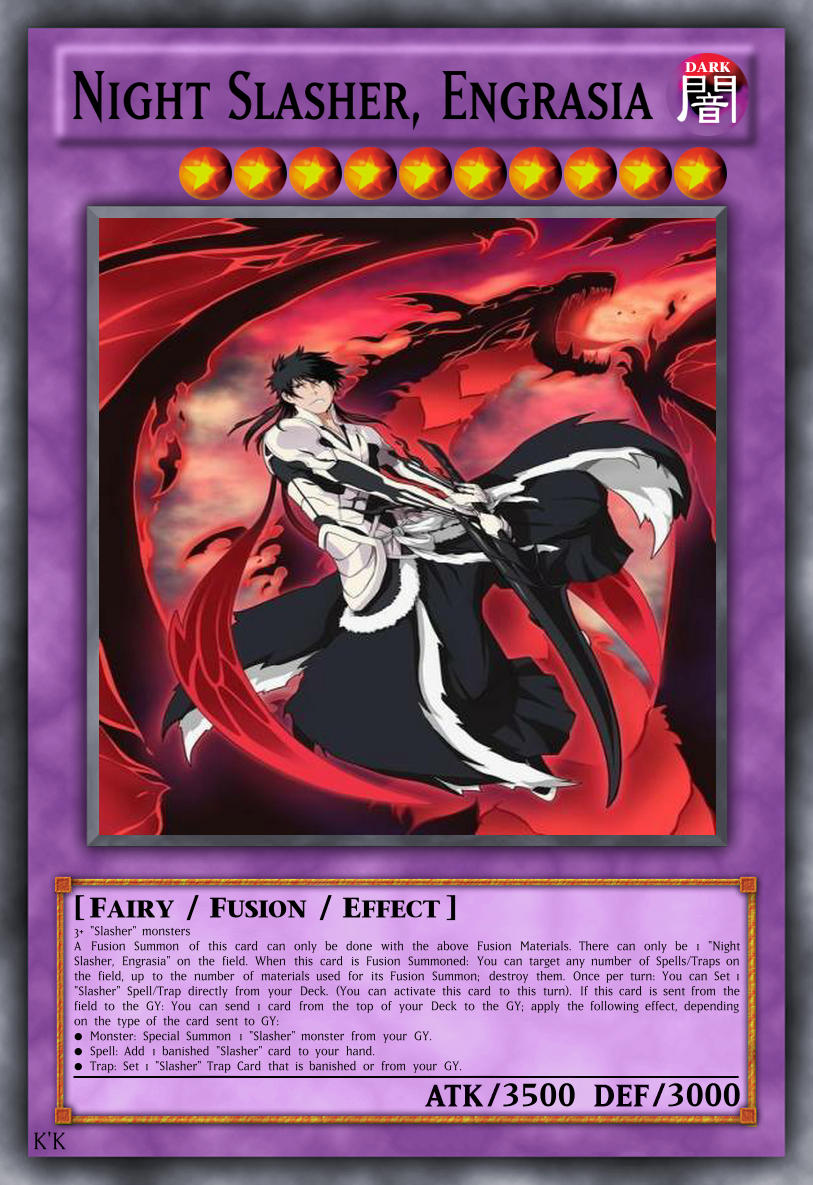 Night Slasher, Engrasia
DARK
闇
[ Fairy / Fusion / Effect ]
3+ "Slasher" monsters
A Fusion Summon of this card can only be done with the above Fusion Materials. There can only be 1 "Night
Slasher, Engrasia" on the field. When this card is Fusion Summoned: You can target any number of Spells/Traps on
the field, up to the number of materials used for its Fusion Summon; destroy them. Once per turn: You can Set 1
"Slasher" Spell/Trap directly from your Deck. (You can activate this card to this turn). If this card is sent from the
field to the GY: You can send 1 card from the top of your Deck to the GY; apply the following effect, depending
on the type of the card sent to GY:
● Monster: Special Summon 1 "Slasher" monster from your GY.
● Spell: Add 1 banished "Slasher" card to your hand.
● Trap: Set 1 "Slasher" Trap Card that is banished or from your GY.
ATK/3500 DEF/3000
K'K